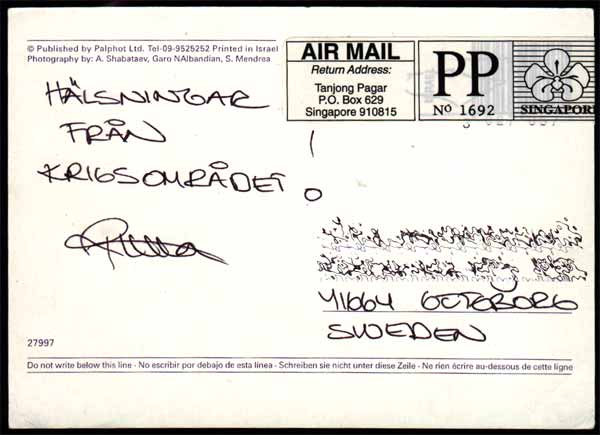 © Published by Palphot Ltd. Tel-09-9525252 Printed in Israel
Photography by: A. Shabataev, Garo NAlbandian, S. Mendrea
AIR MAIL
Return Address:
Tanjong Pagar
P.O. Box 629
Singapore 910815
PP
No 1692
SINGAPOR
HÄLSNINGAR
FRÅN
KRIGSOMRÅDET
!
41664 GÖTEBORG
SWEDEN
27997
Do not write below this line - No escribir por debajo de esta línea - Schreiben sie nicht unter diese Zeile - Ne rien écrire au-dessous de cette ligne